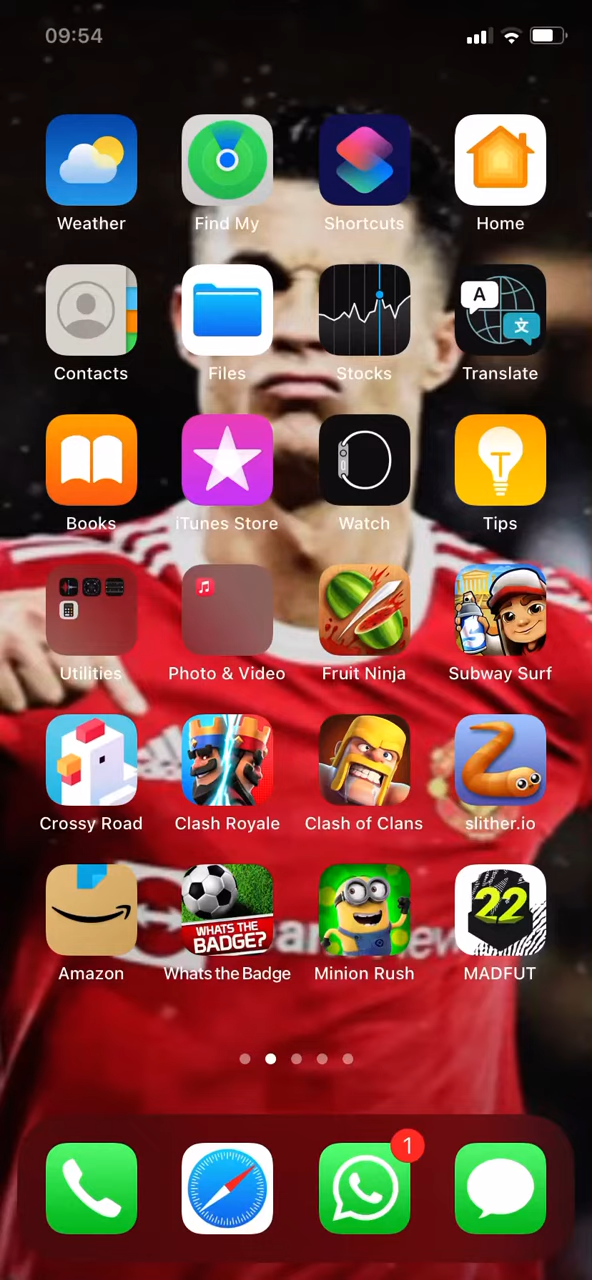 09:54
Weather
Find My
Shortcuts
Home
A
文
Contacts
Files
Stocks
Translate
Books
iTunes Store
Watch
Tips
Utilities
Photo & Video
Fruit Ninja
Subway Surf
Crossy Road
Clash Royale
Clash of Clans
slither.io
WHATS THE
BADGE?
22
Amazon
Whats the Badge
Minion Rush
MADFUT
1